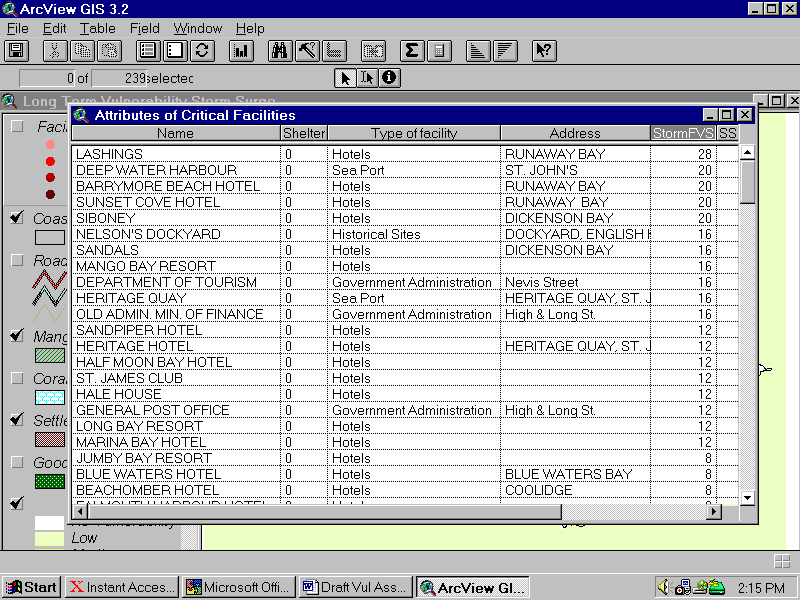 ArcView GIS 3.2
File Edit Table Field Window Help
0 of 239 selected
Long Term Vulnerability Storm Surge
Attributes of Critical Facilities
Name Shelter Type of facility Address StormFVS SS
LASHINGS 0 Hotels RUNAWAY BAY 28
DEEP WATER HARBOUR 0 Sea Port ST. JOHN'S 20
BARRYMORE BEACH HOTEL 0 Hotels RUNAWAY BAY 20
SUNSET COVE HOTEL 0 Hotels RUNAWAY BAY 20
SIBONEY 0 Hotels DICKENSON BAY 20
NELSON'S DOCKYARD 0 Historical Sites DOCKYARD, ENGLISH 16
SANDALS 0 Hotels DICKENSON BAY 16
MANGO BAY RESORT 0 Hotels 16
DEPARTMENT OF TOURISM 0 Government Administration Nevis Street 16
HERITAGE QUAY 0 Sea Port HERITAGE QUAY, ST. J 16
OLD ADMIN. MIN. OF FINANCE 0 Government Administration High & Long St. 16
SANDPIPER HOTEL 0 Hotels 12
HERITAGE HOTEL 0 Hotels HERITAGE QUAY, ST. J 12
HALF MOON BAY HOTEL 0 Hotels 12
ST. JAMES CLUB 0 Hotels 12
HALE HOUSE 0 Hotels 12
GENERAL POST OFFICE 0 Government Administration High & Long St. 12
LONG BAY RESORT 0 Hotels 12
MARINA BAY HOTEL 0 Hotels 12
JUMBY BAY RESORT 0 Hotels 8
BLUE WATERS HOTEL 0 Hotels BLUE WATERS BAY 8
BEACHOMBER HOTEL 0 Hotels COOLIDGE 8
FALMOUTH HARBOUR HOTEL 0 Hotels 8
Facil
Coas
Road
Mang
Coral
Settle
Good
No Vulnerability
Low
Start Instant Acces... Microsoft Offi... Draft Vul Ass... ArcView GI... 2:15 PM